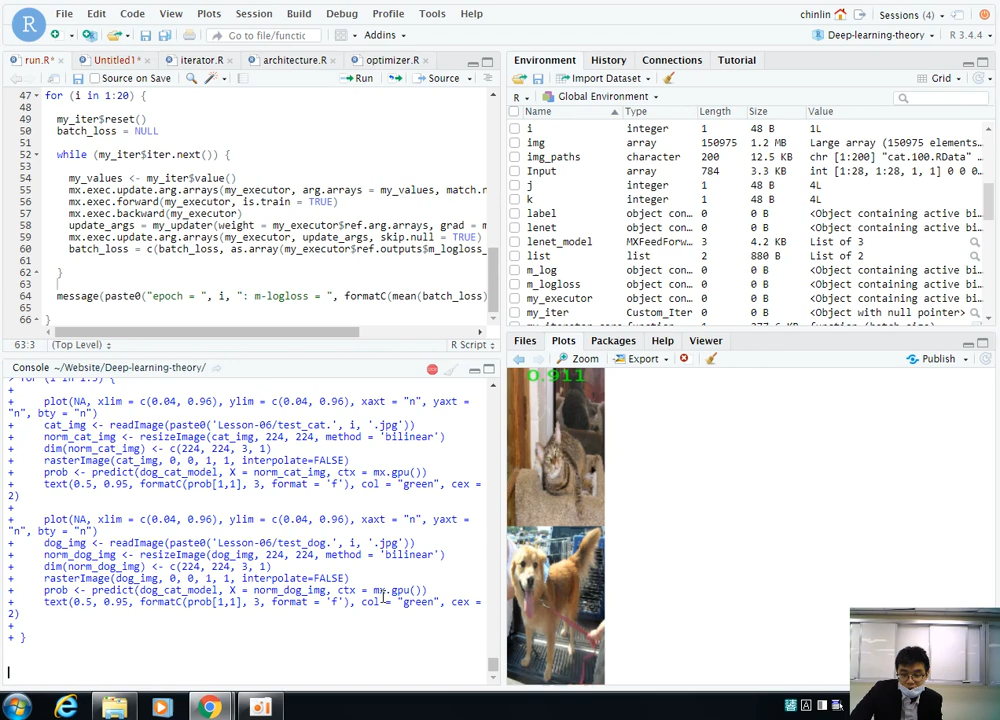 File Edit Code View Plots Session Build Debug Profile Tools Help
chinlin Sessions (4)
Go to file/functic Addins
Deep-learning-theory R 3.4.4
run.R* Untitled1* iterator.R architecture.R optimizer.R
Source on Save Run Source
47 for (i in 1:20) {
48
49 my_iter$reset()
50 batch_loss = NULL
51
52 while (my_iter$iter.next()) {
53
54 my_values <- my_iter$value()
55 mx.exec.update.arg.arrays(my_executor, arg.arrays = my_values, match.n
56 mx.exec.forward(my_executor, is.train = TRUE)
57 mx.exec.backward(my_executor)
58 update_args = my_updater(weight = my_executor$ref.arg.arrays, grad = m
59 mx.exec.update.arg.arrays(my_executor, update_args, skip.null = TRUE)
60 batch_loss = c(batch_loss, as.array(my_executor$ref.outputs$m_logloss_
61
62 }
63
64 message(paste0("epoch = ", i, ": m-logloss = ", formatC(mean(batch_loss)
65
66 }
63:3 (Top Level) R Script
Console ~/Website/Deep-learning-theory/
> for (i in 1:5) {
+
+ plot(NA, xlim = c(0.04, 0.96), ylim = c(0.04, 0.96), xaxt = "n", yaxt =
"n", bty = "n")
+ cat_img <- readImage(paste0('Lesson-06/test_cat.', i, '.jpg'))
+ norm_cat_img <- resizeImage(cat_img, 224, 224, method = 'bilinear')
+ dim(norm_cat_img) <- c(224, 224, 3, 1)
+ rasterImage(cat_img, 0, 0, 1, 1, interpolate=FALSE)
+ prob <- predict(dog_cat_model, X = norm_cat_img, ctx = mx.gpu())
+ text(0.5, 0.95, formatC(prob[1,1], 3, format = 'f'), col = "green", cex =
2)
+
+ plot(NA, xlim = c(0.04, 0.96), ylim = c(0.04, 0.96), xaxt = "n", yaxt =
"n", bty = "n")
+ dog_img <- readImage(paste0('Lesson-06/test_dog.', i, '.jpg'))
+ norm_dog_img <- resizeImage(dog_img, 224, 224, method = 'bilinear')
+ dim(norm_dog_img) <- c(224, 224, 3, 1)
+ rasterImage(dog_img, 0, 0, 1, 1, interpolate=FALSE)
+ prob <- predict(dog_cat_model, X = norm_dog_img, ctx = mx.gpu())
+ text(0.5, 0.95, formatC(prob[1,1], 3, format = 'f'), col = "green", cex =
2)
+
+ }
Environment History Connections Tutorial
Import Dataset Grid
R Global Environment
Name Type Length Size Value
i integer 1 48 B 1L
img array 150975 1.2 MB Large array (150975 elements…
img_paths character 200 12.5 KB chr [1:200] "cat.100.RData" "cat…
Input array 784 3.3 KB int [1:28, 1:28, 1, 1] 0 0 0…
j integer 1 48 B 4L
k integer 1 48 B 4L
label object con… 0 0 B <Object containing active bi…
lenet object con… 0 0 B <Object containing active bi…
lenet_model MXFeedForw… 3 4.2 KB List of 3
list list 2 880 B List of 2
m_log object con… 0 0 B <Object containing active bi…
m_logloss object con… 0 0 B <Object containing active bi…
my_executor object con… 0 0 B <Object containing active bi…
my_iter Custom_Iter 0 0 B <Object with null pointer>
Files Plots Packages Help Viewer
Zoom Export Publish
0.911